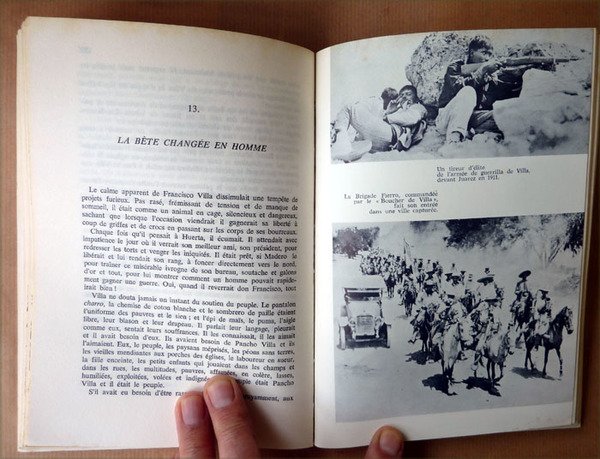 13.
LA BÊTE CHANGÉE EN HOMME
Le calme apparent de Francisco Villa dissimulait une tempête de
projets furieux. Pas rasé, frémissant de tension et de manque de
sommeil, il était comme un animal en cage, silencieux et dangereux,
sachant que lorsque l'occasion viendrait il gagnerait sa liberté à
coup de griffes et de crocs en passant sur les corps de ses bourreaux.
Chaque fois qu'il pensait à Huerta, il écumait. Il attendait avec
impatience le jour où il verrait son meilleur ami, son président, pour
redresser les torts et venger les iniquités. Il était prêt, si Madero le
libérait et lui rendait son rang, à foncer directement vers le nord,
pour traîner ce misérable ivrogne de son bureau, soutache et galons
d'or et tout, pour lui montrer comment un homme pouvait rapide-
ment gagner une guerre. Oui, quand il reverrait don Francisco, tout
irait bien !
Villa ne douta jamais un instant du soutien du peuple. Le pantalon
charro, la chemise de coton blanche et le sombrero de paille étaient
l'uniforme des pauvres et le sien ; et l'épi de maïs, le puma, l'aigle
libre, leur blason et leur drapeau. Il parlait leur langage, pleurait
comme eux, sentait leurs souffrances. Il les connaissait, il les aimait
et avait besoin d'eux. Ils avaient besoin de Pancho Villa et ils
l'aimaient. Eux, le peuple, les paysans méprisés, les péons sans terres,
les vieilles mendiantes aux porches des églises, le laboureur en sueur,
la fille enceinte, les petits enfants qui jouaient dans les champs et
dans les rues, les multitudes, pauvres, affamées, en colère, lasses,
humiliées, exploitées, volées et indignées. Le peuple était Pancho
Villa et il était le peuple.
S'il avait eu besoin d'être aux
Un tireur d'élite
de l'armée de guerrilla de Villa,
devant Juarez en 1911.
La Brigade Fierro, commandée
par le « Boucher de Villa »,
fait son entrée
dans une ville capturée.